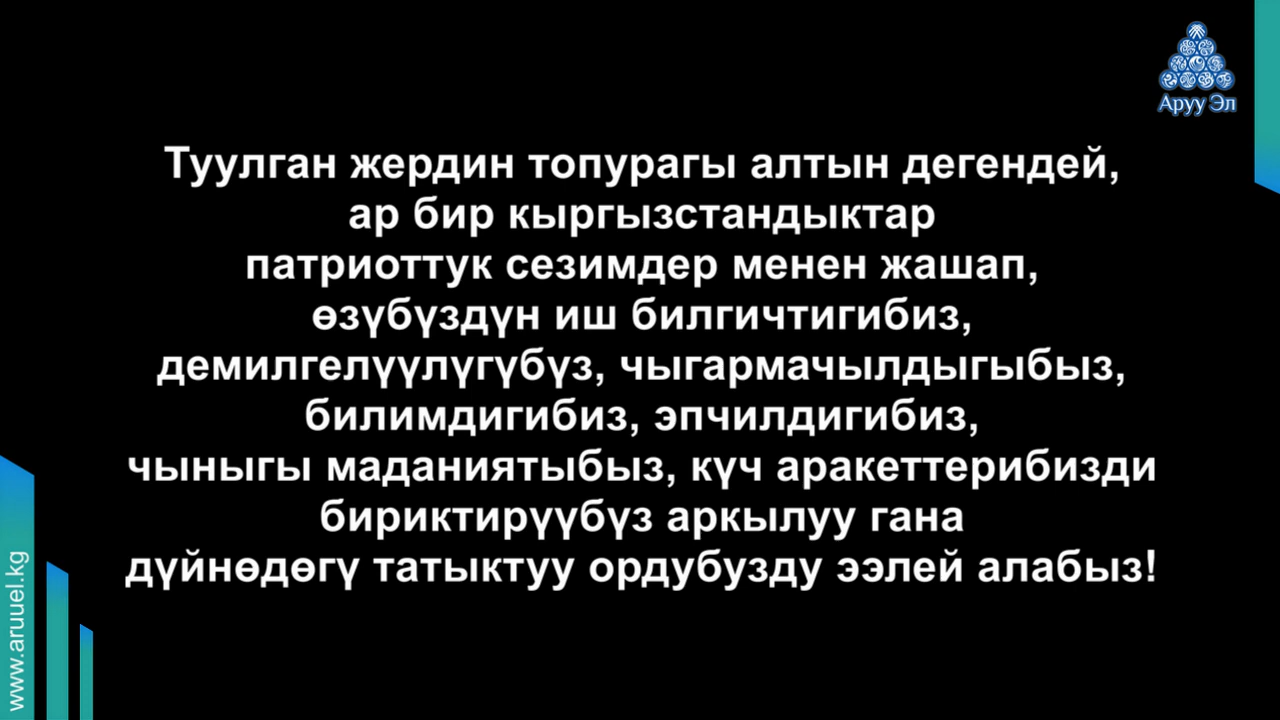 Аруу Эл
Туулган жердин топурагы алтын дегендей,
ар бир кыргызстандыктар
патриоттук сезимдер менен жашап,
өзүбүздүн иш билгичтигибиз,
демилгелүүлүгүбүз, чыгармачылдыгыбыз,
билимдигибиз, эпчилдигибиз,
чыныгы маданиятыбыз, күч аракеттерибизди
бириктирүүбүз аркылуу гана
дүйнөдөгү татыктуу ордубузду ээлей алабыз!
www.aruuel.kg